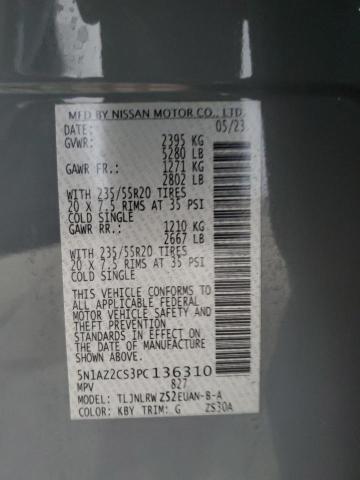 MFD BY NISSAN MOTOR CO., LTD.
DATE: 05/23
GVWR: 2395 KG
5280 LB
GAWR FR.: 1271 KG
2802 LB
WITH 235/55R20 TIRES
20 X 7.5 RIMS AT 35 PSI
COLD SINGLE
GAWR RR.: 1210 KG
2667 LB
WITH 235/55R20 TIRES
20 X 7.5 RIMS AT 35 PSI
COLD SINGLE
THIS VEHICLE CONFORMS TO
ALL APPLICABLE FEDERAL
MOTOR VEHICLE SAFETY AND
THEFT PREVENTION
STANDARDS IN EFFECT ON
THE DATE OF MANUFACTURE
SHOWN ABOVE.
5N1AZ2CS3PC136310
MPV 827
MODEL: TLJNLRWZS2EUAN-B-A
COLOR: KBY TRIM: G ZS30A